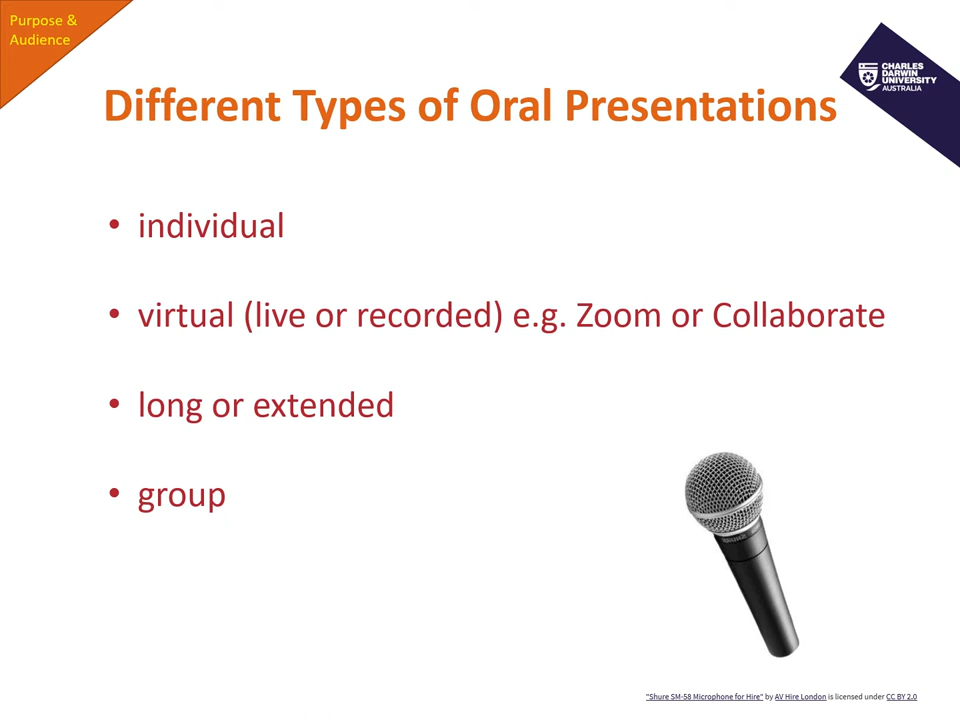 Purpose &
Audience
CHARLES
DARWIN
UNIVERSITY
AUSTRALIA
Different Types of Oral Presentations
• individual
• virtual (live or recorded) e.g. Zoom or Collaborate
• long or extended
• group
"Shure SM-58 Microphone for Hire" by AV Hire London is licensed under CC BY 2.0